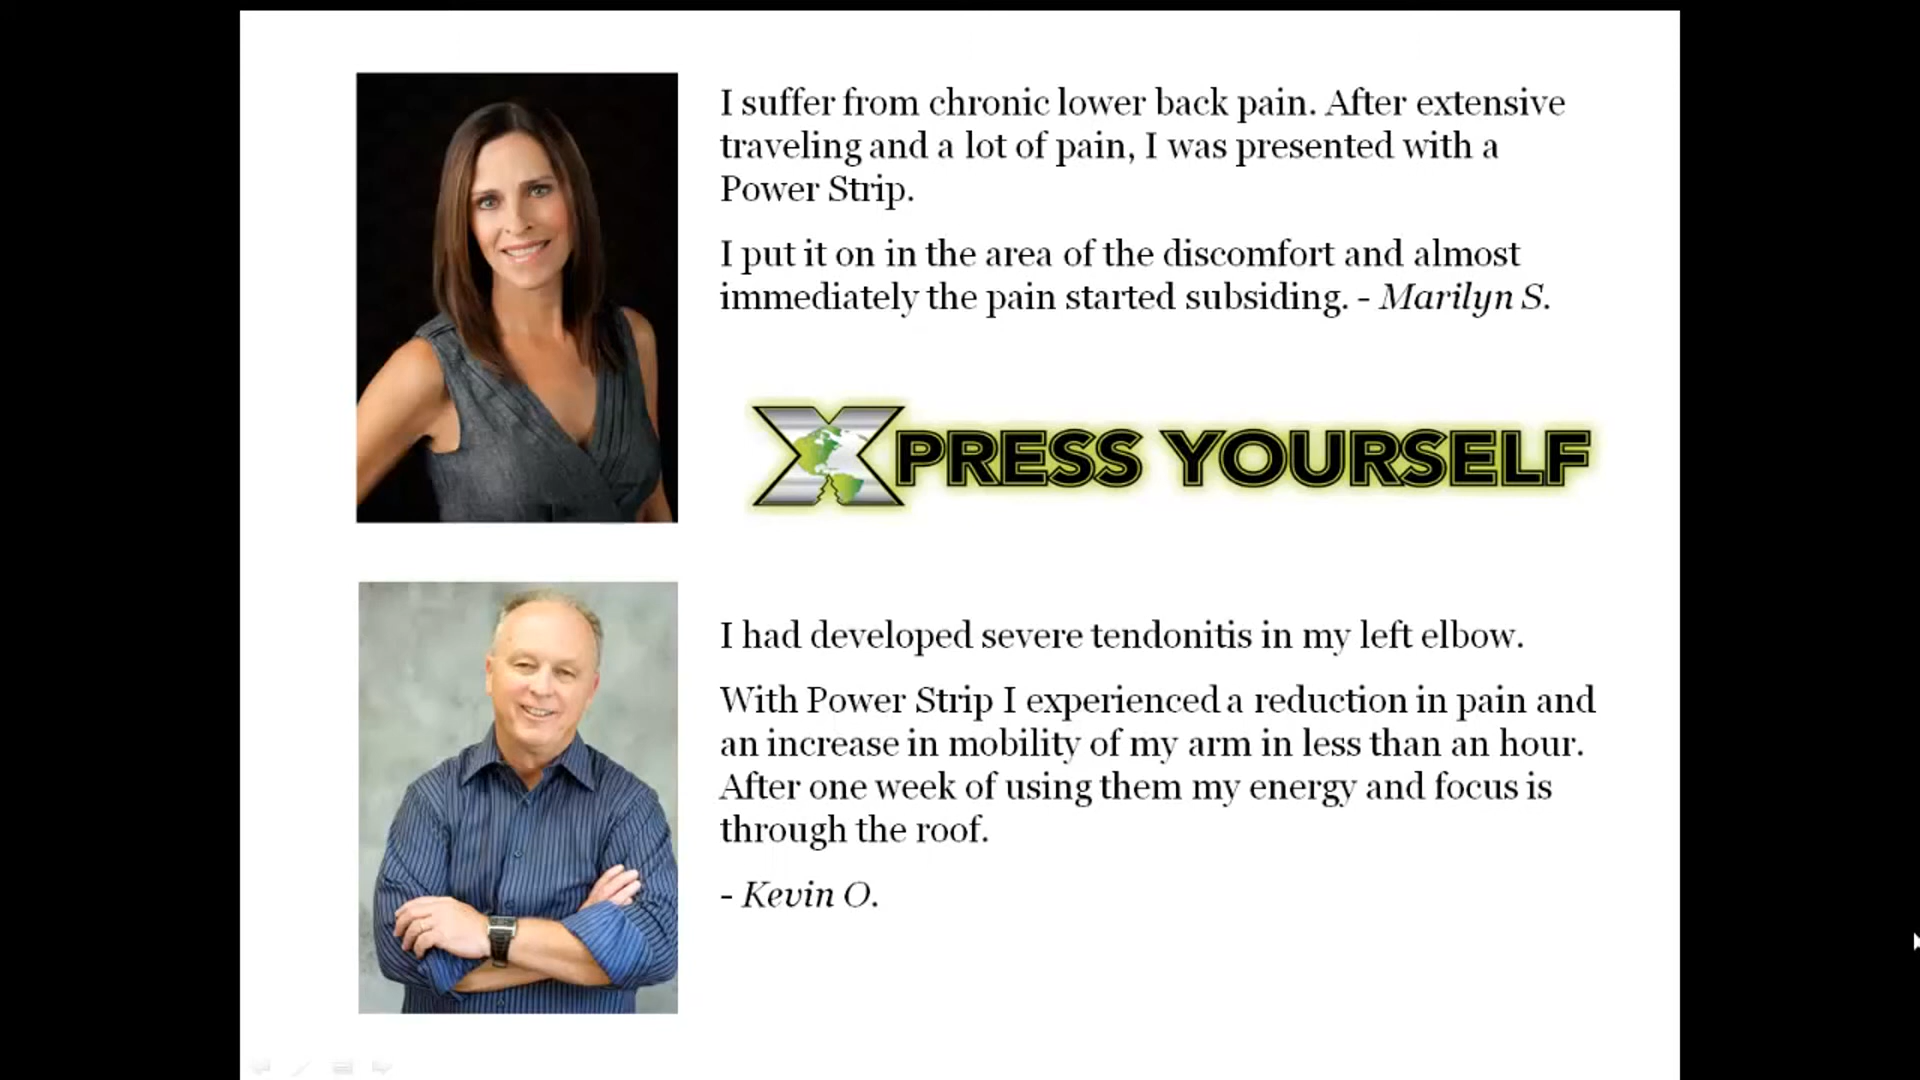 I suffer from chronic lower back pain. After extensive
traveling and a lot of pain, I was presented with a
Power Strip.
I put it on in the area of the discomfort and almost
immediately the pain started subsiding. - Marilyn S.
XPRESS YOURSELF
I had developed severe tendonitis in my left elbow.
With Power Strip I experienced a reduction in pain and
an increase in mobility of my arm in less than an hour.
After one week of using them my energy and focus is
through the roof.
- Kevin O.